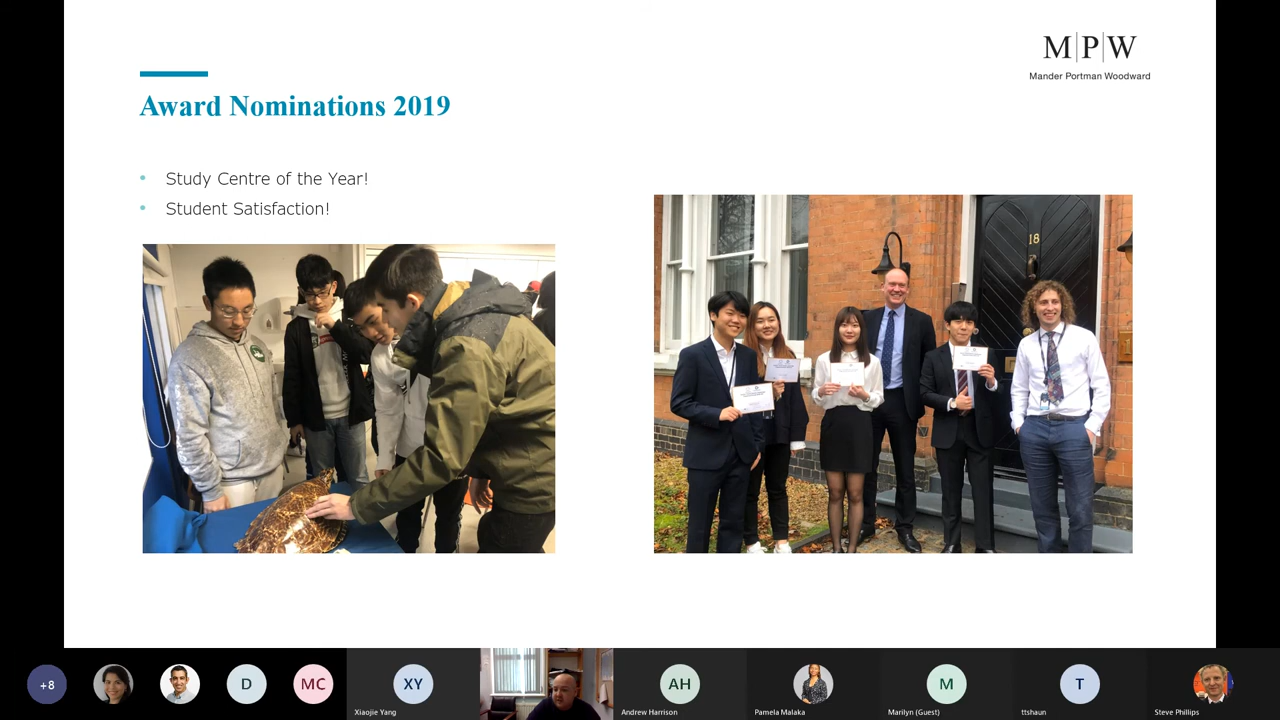 M|P|W
Mander Portman Woodward
Award Nominations 2019
• Study Centre of the Year!
• Student Satisfaction!
18
+8
D
MC
XY
AH
M
T
Xiaojie Yang
Andrew Harrison
Pamela Malaka
Marilyn (Guest)
ttshaun
Steve Phillips